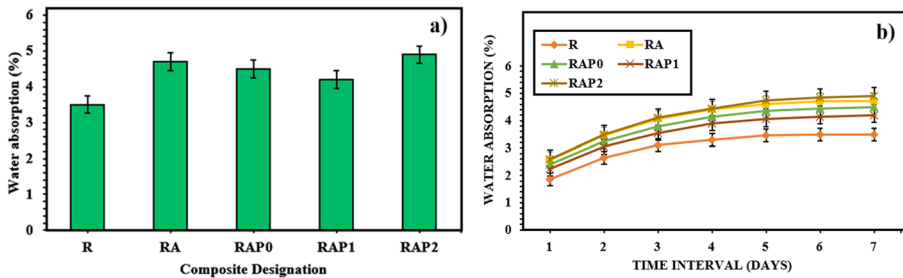 a)
Water absorption (%)
6
5
4
3
2
1
0
R RA RAP0 RAP1 RAP2
Composite Designation
b)
R RA
RAP0 RAP1
RAP2
WATER ABSORPTION (%)
6
5
4
3
2
1
0
1 2 3 4 5 6 7
TIME INTERVAL (DAYS)